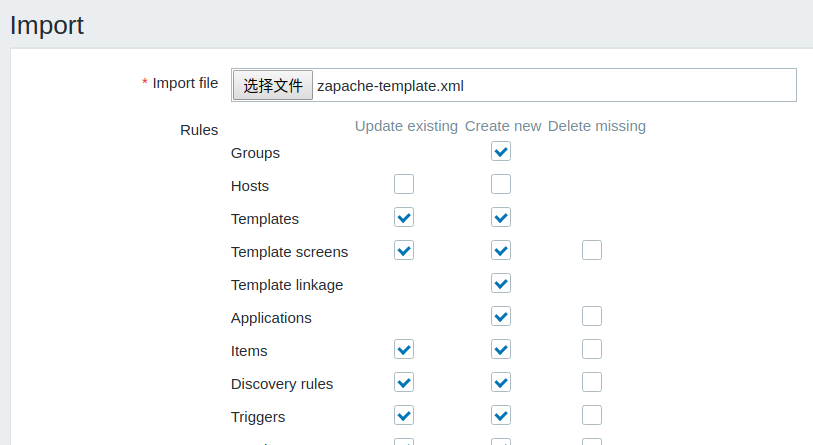 Import
* Import file 选择文件 zapache-template.xml
Rules Update existing Create new Delete missing
Groups
Hosts
Templates
Template screens
Template linkage
Applications
Items
Discovery rules
Triggers